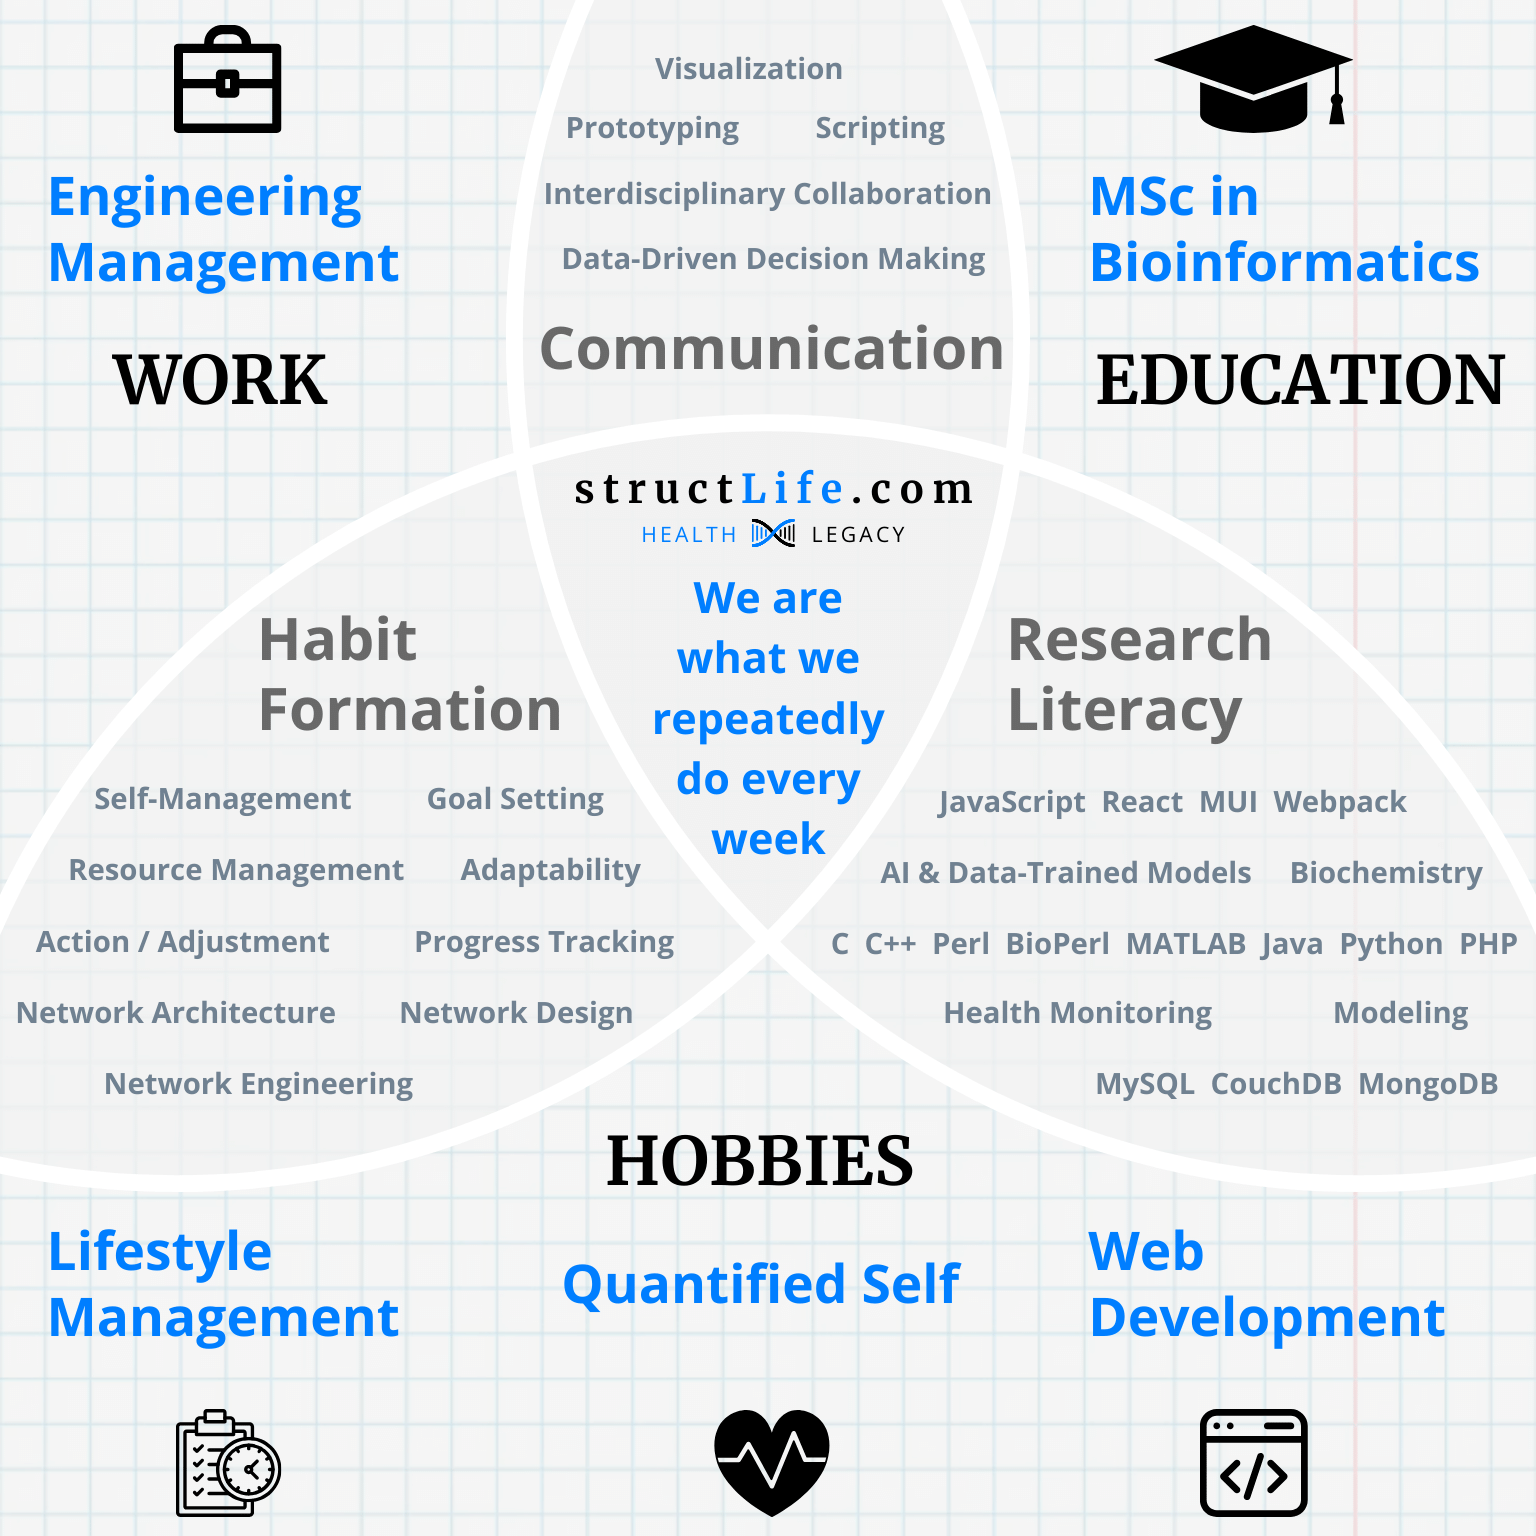 Visualization
Prototyping Scripting
Interdisciplinary Collaboration
Data-Driven Decision Making
Communication
Engineering
Management
WORK
MSc in
Bioinformatics
EDUCATION
structLife.com
HEALTH LEGACY
We are
what we
repeatedly
do every
week
Habit
Formation
Self-Management Goal Setting
Resource Management Adaptability
Action / Adjustment Progress Tracking
Network Architecture Network Design
Network Engineering
Research
Literacy
JavaScript React MUI Webpack
AI & Data-Trained Models Biochemistry
C C++ Perl BioPerl MATLAB Java Python PHP
Health Monitoring Modeling
MySQL CouchDB MongoDB
HOBBIES
Lifestyle
Management
Quantified Self
Web
Development